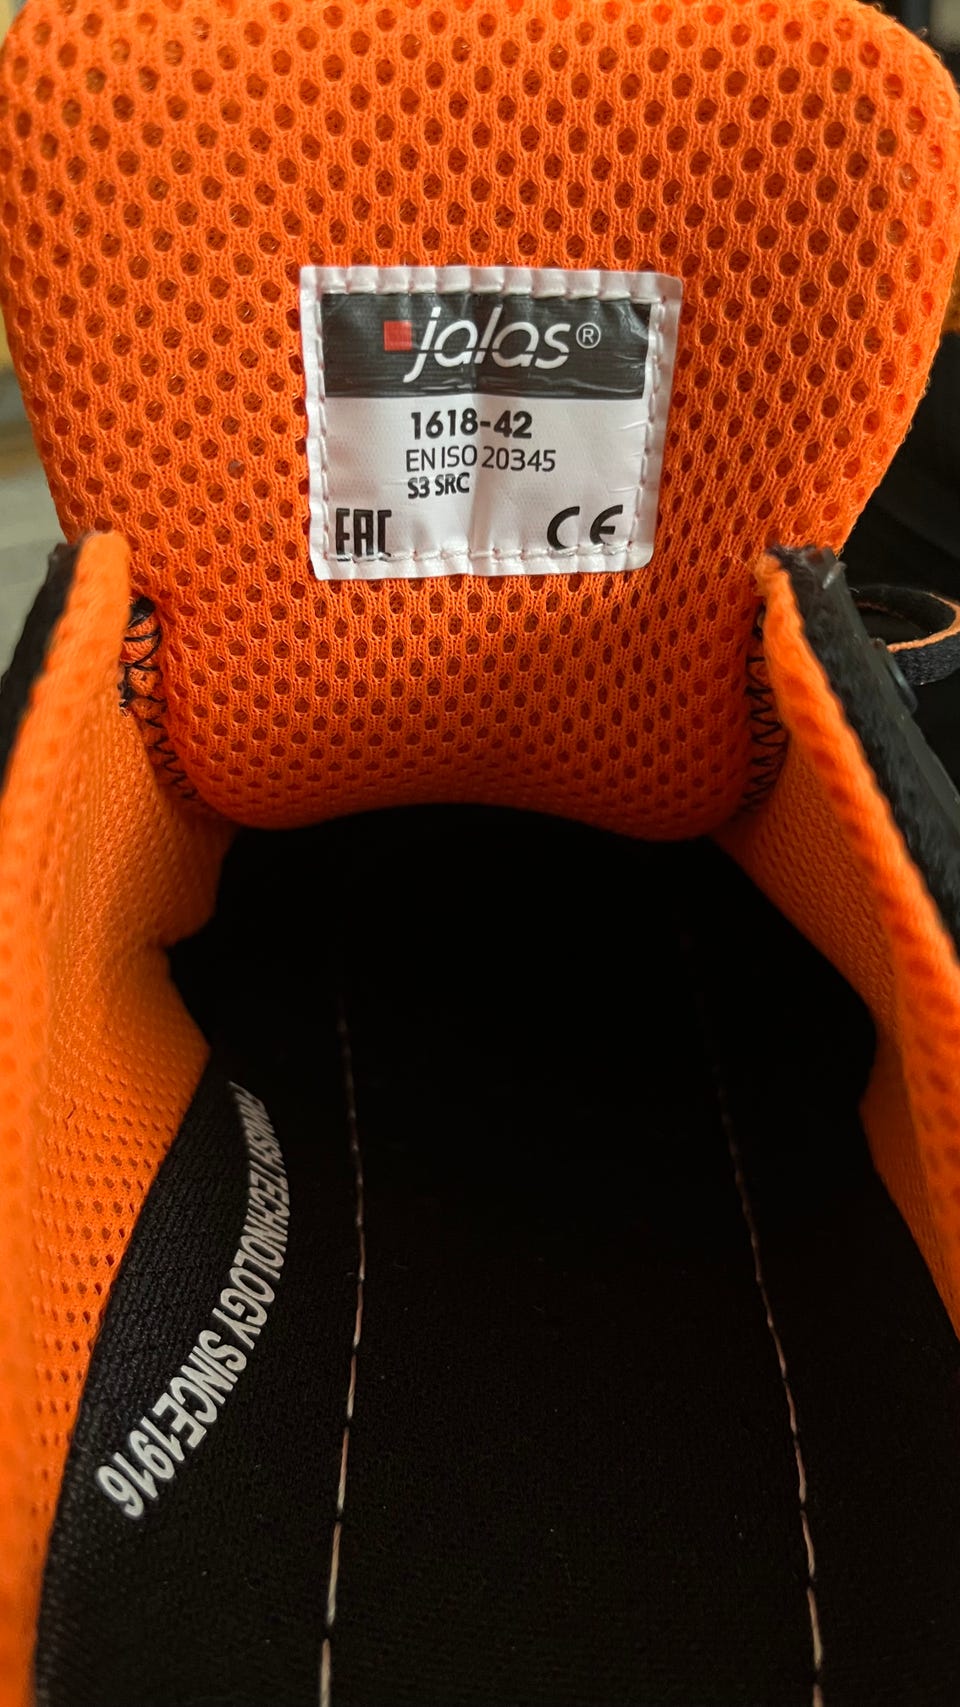 jalas®
1618-42
EN ISO 20345
S3 SRC
EAC CE
FINNISH TECHNOLOGY SINCE 1916